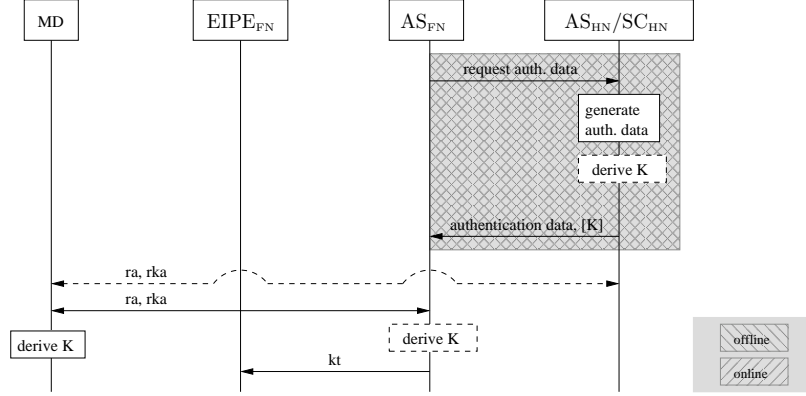 MD
EIPE_FN
AS_FN
AS_HN/SC_HN
request auth. data
generate
auth. data
derive K
authentication data, [K]
ra, rka
ra, rka
derive K
derive K
kt
offline
online